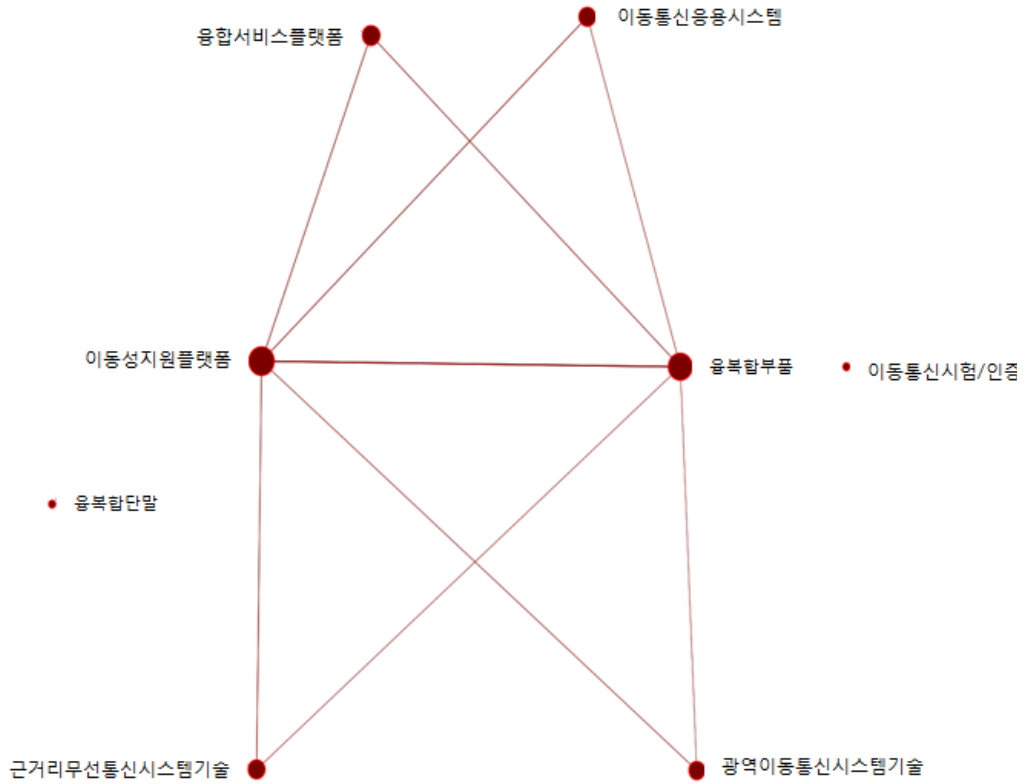 이동통신응용시스템
융합서비스플랫폼
이동성지원플랫폼
융복합부품
이동통신시험/인증
융복합단말
근거리무선통신시스템기술
광역이동통신시스템기술